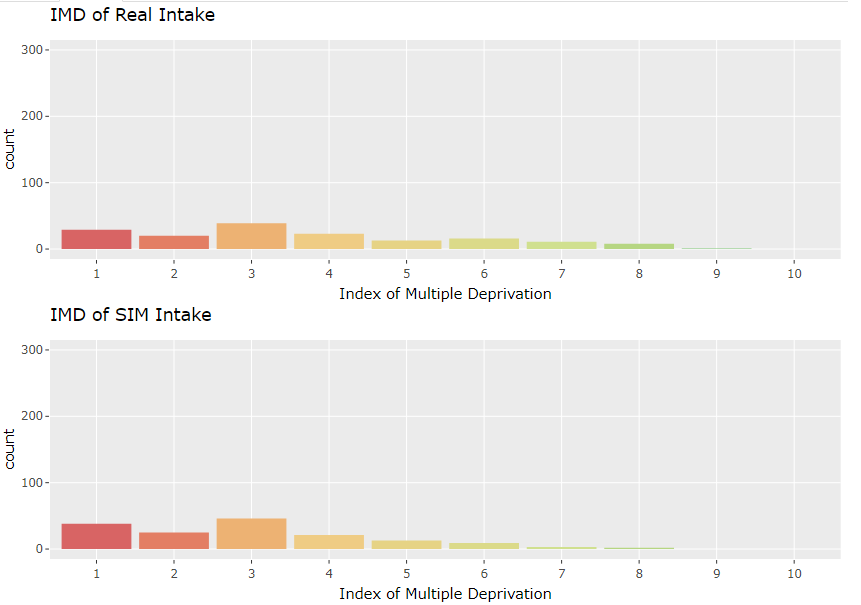 IMD of Real Intake
300
200
100
0
count
1 2 3 4 5 6 7 8 9 10
Index of Multiple Deprivation
IMD of SIM Intake
300
200
100
0
count
1 2 3 4 5 6 7 8 9 10
Index of Multiple Deprivation